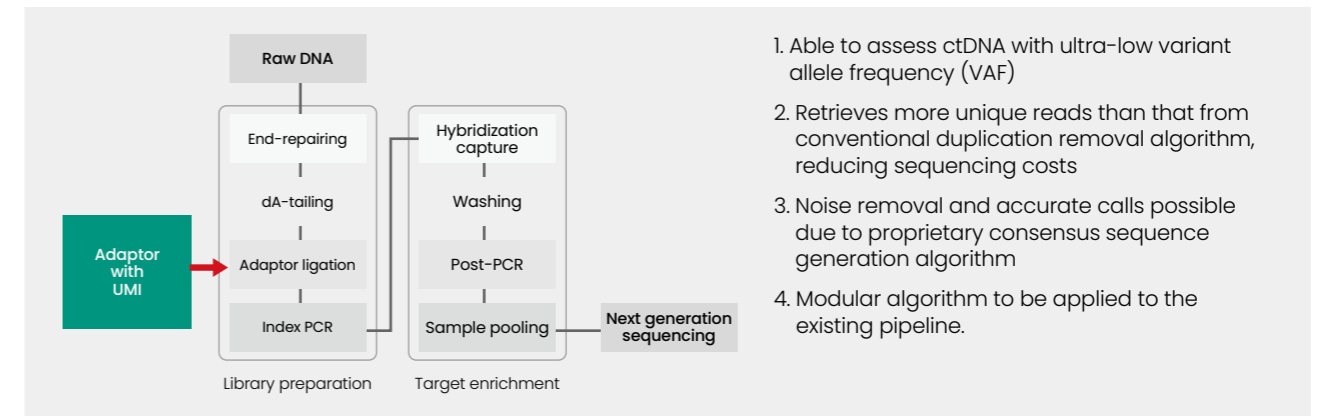 Raw DNA
End-repairing
dA-tailing
Adaptor ligation
Index PCR
Library preparation
Adaptor
with
UMI
Hybridization
capture
Washing
Post-PCR
Sample pooling
Target enrichment
Next generation
sequencing
1. Able to assess ctDNA with ultra-low variant
allele frequency (VAF)
2. Retrieves more unique reads than that from
conventional duplication removal algorithm,
reducing sequencing costs
3. Noise removal and accurate calls possible
due to proprietary consensus sequence
generation algorithm
4. Modular algorithm to be applied to the
existing pipeline.